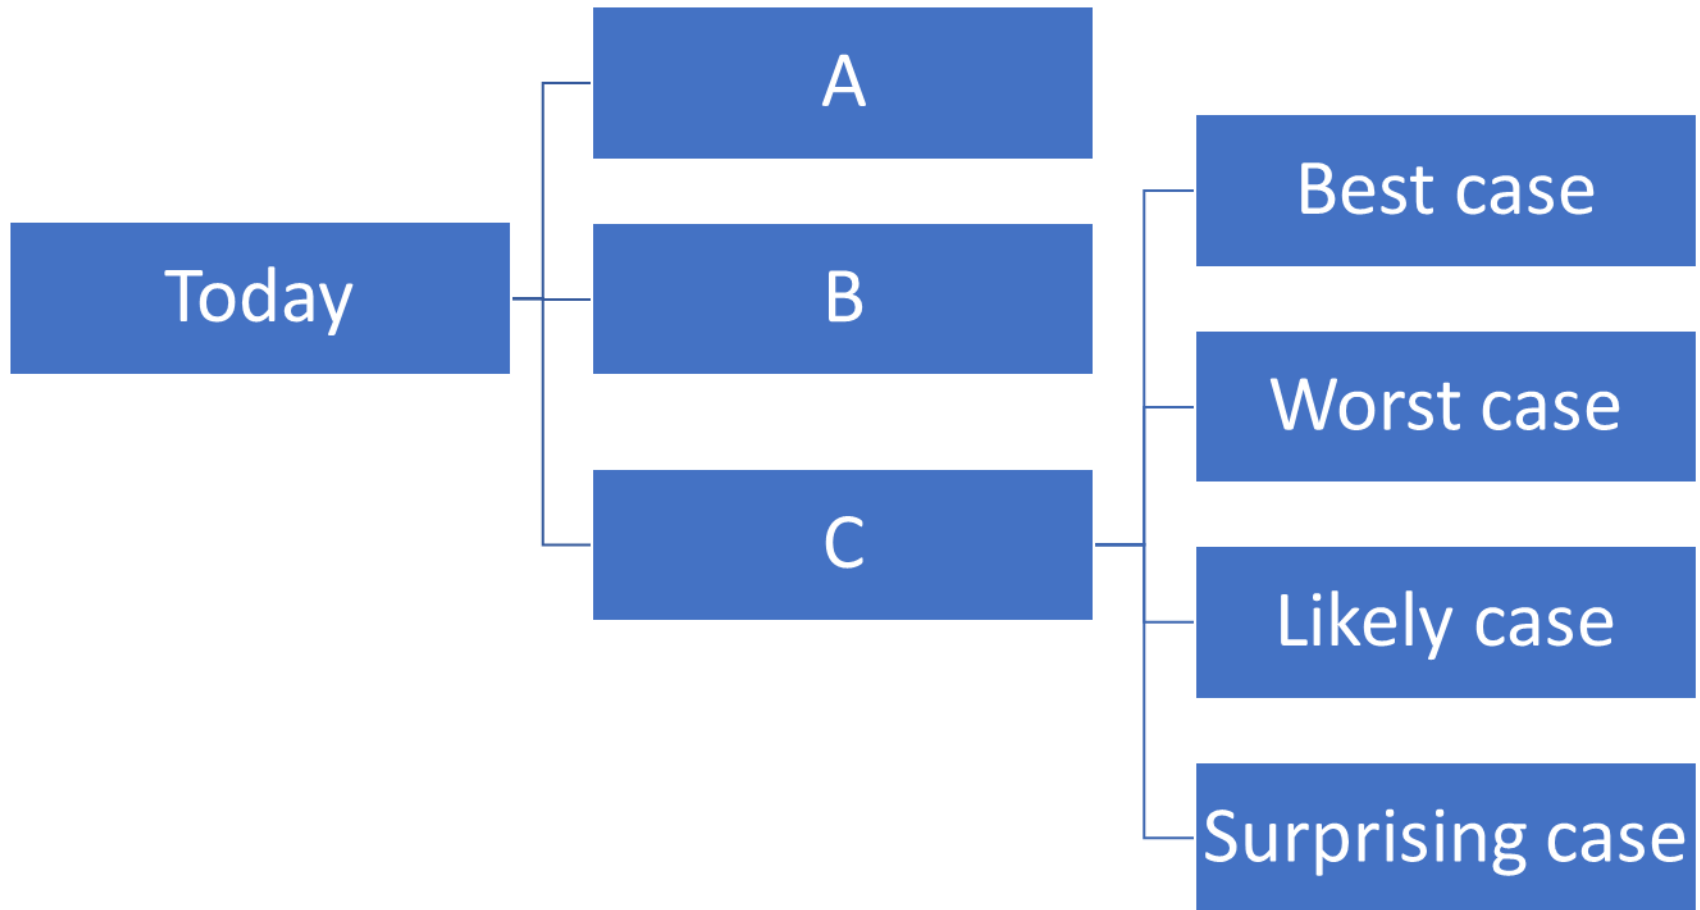 Today
A
B
C
Best case
Worst case
Likely case
Surprising case